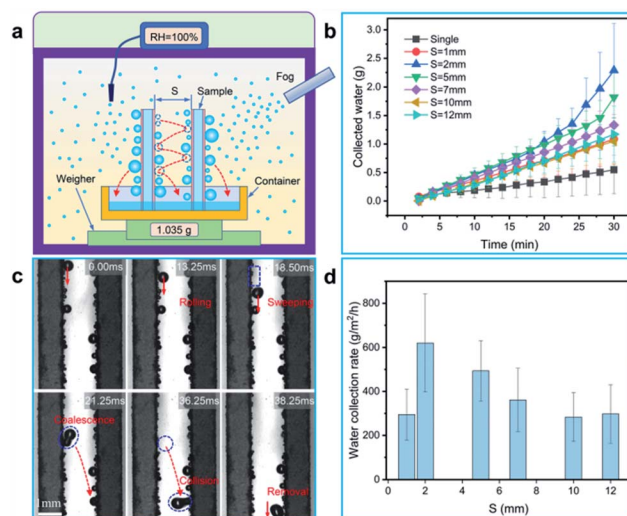 a
RH=100%
S
Sample
Fog
Weigher
Container
1.035 g
b
Collected water (g)
3.0
2.5
2.0
1.5
1.0
0.5
0.0
Single
S=1mm
S=2mm
S=5mm
S=7mm
S=10mm
S=12mm
0 5 10 15 20 25 30
Time (min)
c
0.00ms
13.25ms
18.50ms
Rolling
Sweeping
21.25ms
36.25ms
38.25ms
Coalescence
Collision
Removal
1mm
d
Water collection rate (g/m²/h)
800
600
400
200
0
0 2 4 6 8 10 12
S (mm)